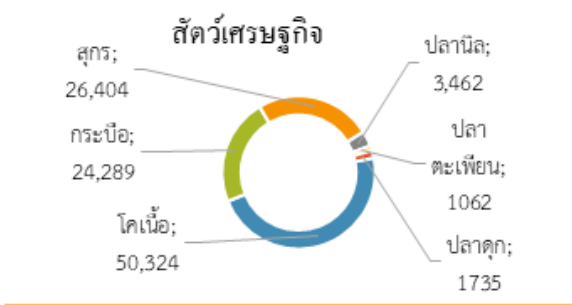 สัตว์เศรษฐกิจ
สุกร;
26,404
กระบือ;
24,289
โคเนื้อ;
50,324
ปลานิล;
3,462
ปลา
ตะเพียน;
1062
ปลาดุก;
1735